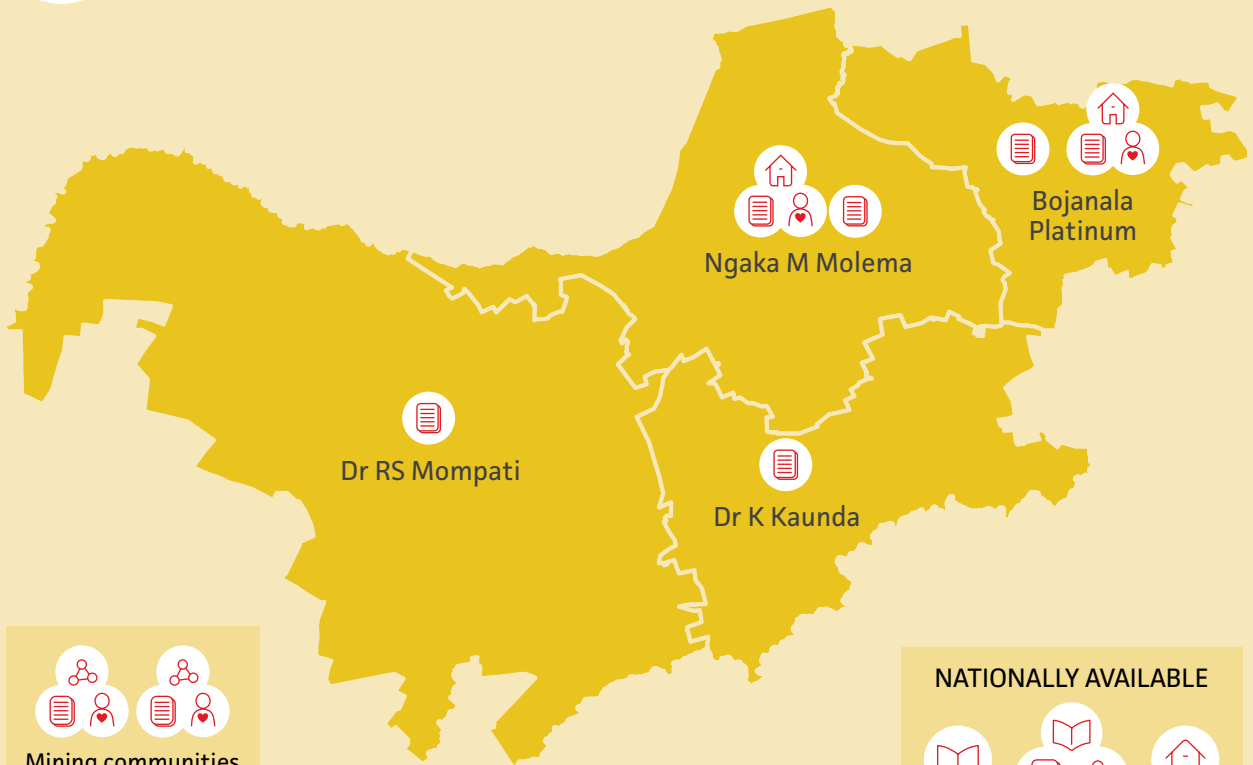 Bojanala
Platinum
Ngaka M Molema
Dr RS Mompati
Dr K Kaunda
NATIONALLY AVAILABLE
Mining communities